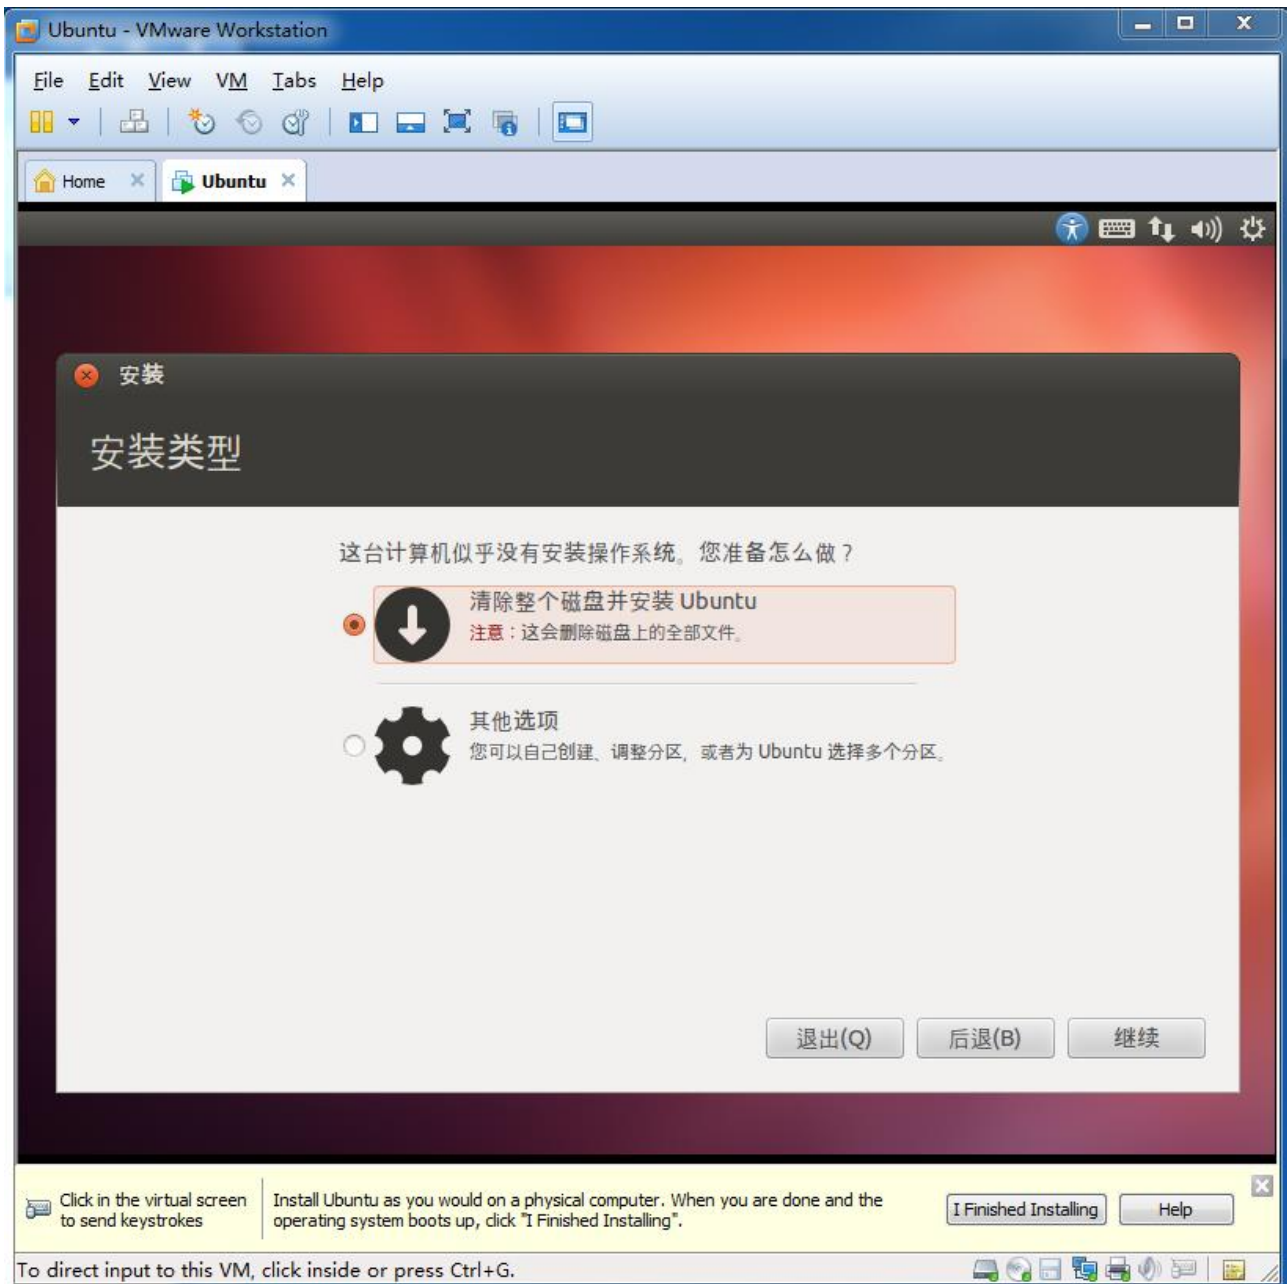 Ubuntu - VMware Workstation
File Edit View VM Tabs Help
Home Ubuntu
安装
安装类型
这台计算机似乎没有安装操作系统。您准备怎么做？
清除整个磁盘并安装 Ubuntu
注意：这会删除磁盘上的全部文件。
其他选项
您可以自己创建、调整分区，或者为 Ubuntu 选择多个分区。
退出(Q) 后退(B) 继续
Click in the virtual screen
to send keystrokes
Install Ubuntu as you would on a physical computer. When you are done and the
operating system boots up, click "I Finished Installing".
I Finished Installing Help
To direct input to this VM, click inside or press Ctrl+G.